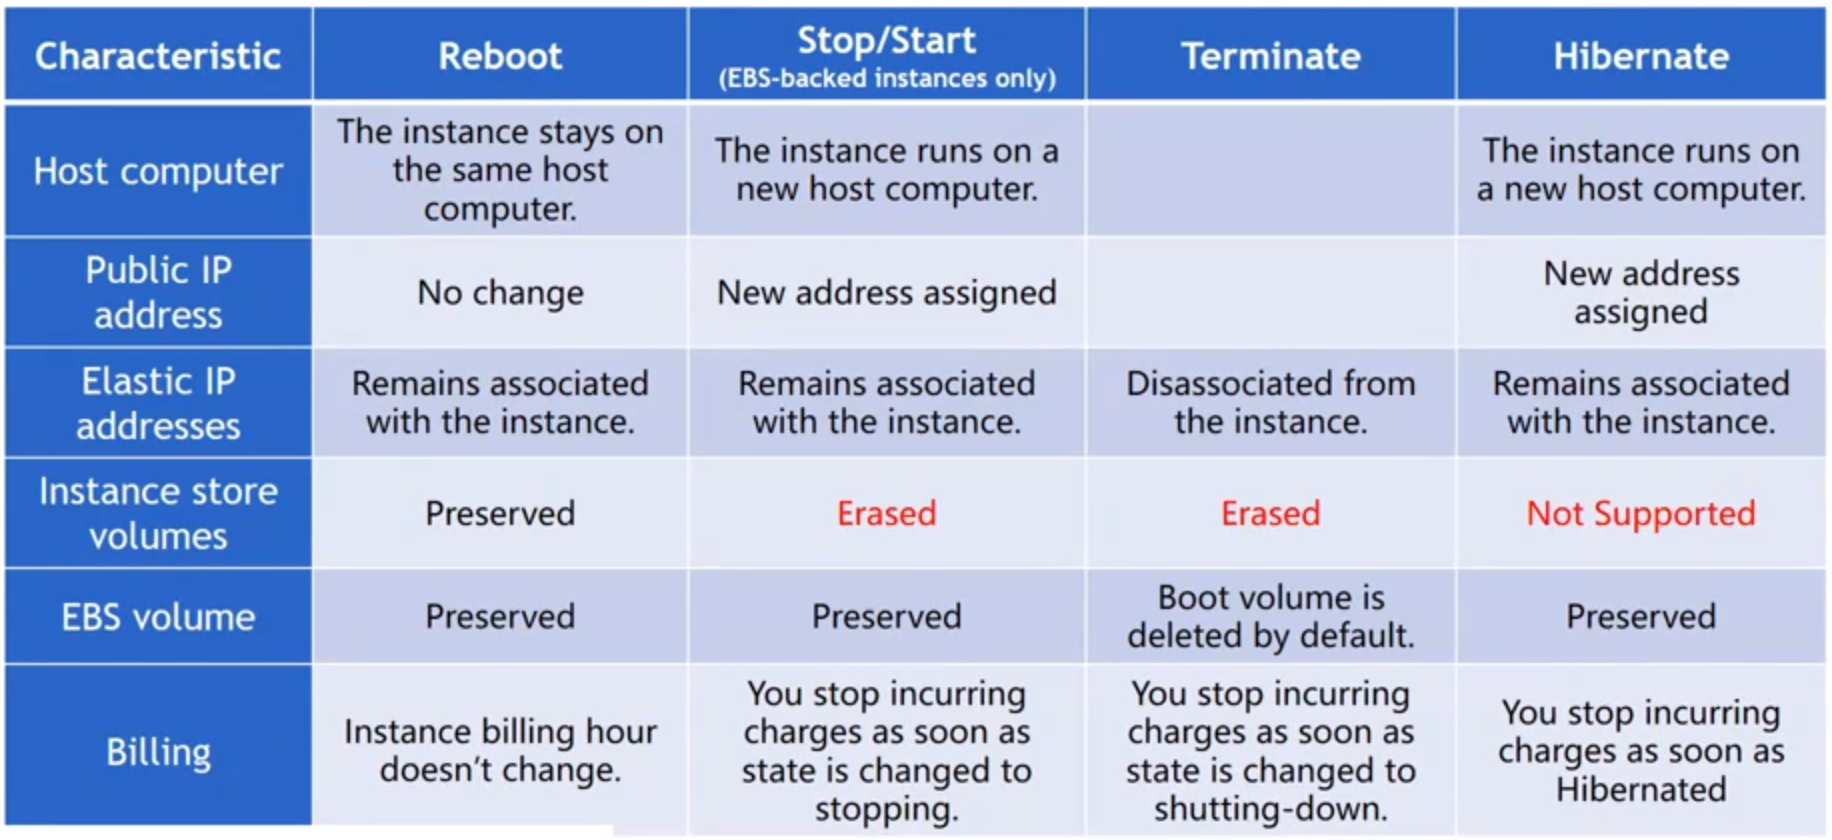 Characteristic
Reboot
Stop/Start
(EBS-backed instances only)
Terminate
Hibernate
Host computer
The instance stays on
the same host
computer.
The instance runs on a
new host computer.
The instance runs on
a new host computer.
Public IP
address
No change
New address assigned
New address
assigned
Elastic IP
addresses
Remains associated
with the instance.
Remains associated
with the instance.
Disassociated from
the instance.
Remains associated
with the instance.
Instance store
volumes
Preserved
Erased
Erased
Not Supported
EBS volume
Preserved
Preserved
Boot volume is
deleted by default.
Preserved
Billing
Instance billing hour
doesn't change.
You stop incurring
charges as soon as
state is changed to
stopping.
You stop incurring
charges as soon as
state is changed to
shutting-down.
You stop incurring
charges as soon as
Hibernated